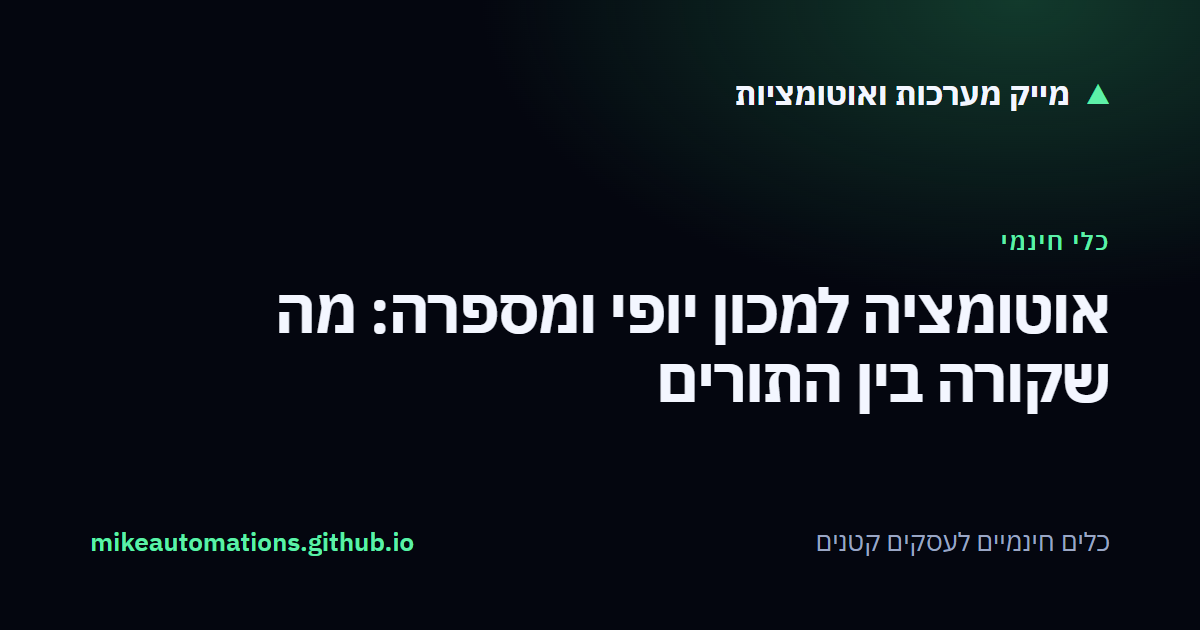 מייק מערכות ואוטומציות
כלי חינמי
אוטומציה למכון יופי ומספרה: מה
שקורה בין התורים
כלים חינמיים לעסקים קטנים
mikeautomations.github.io